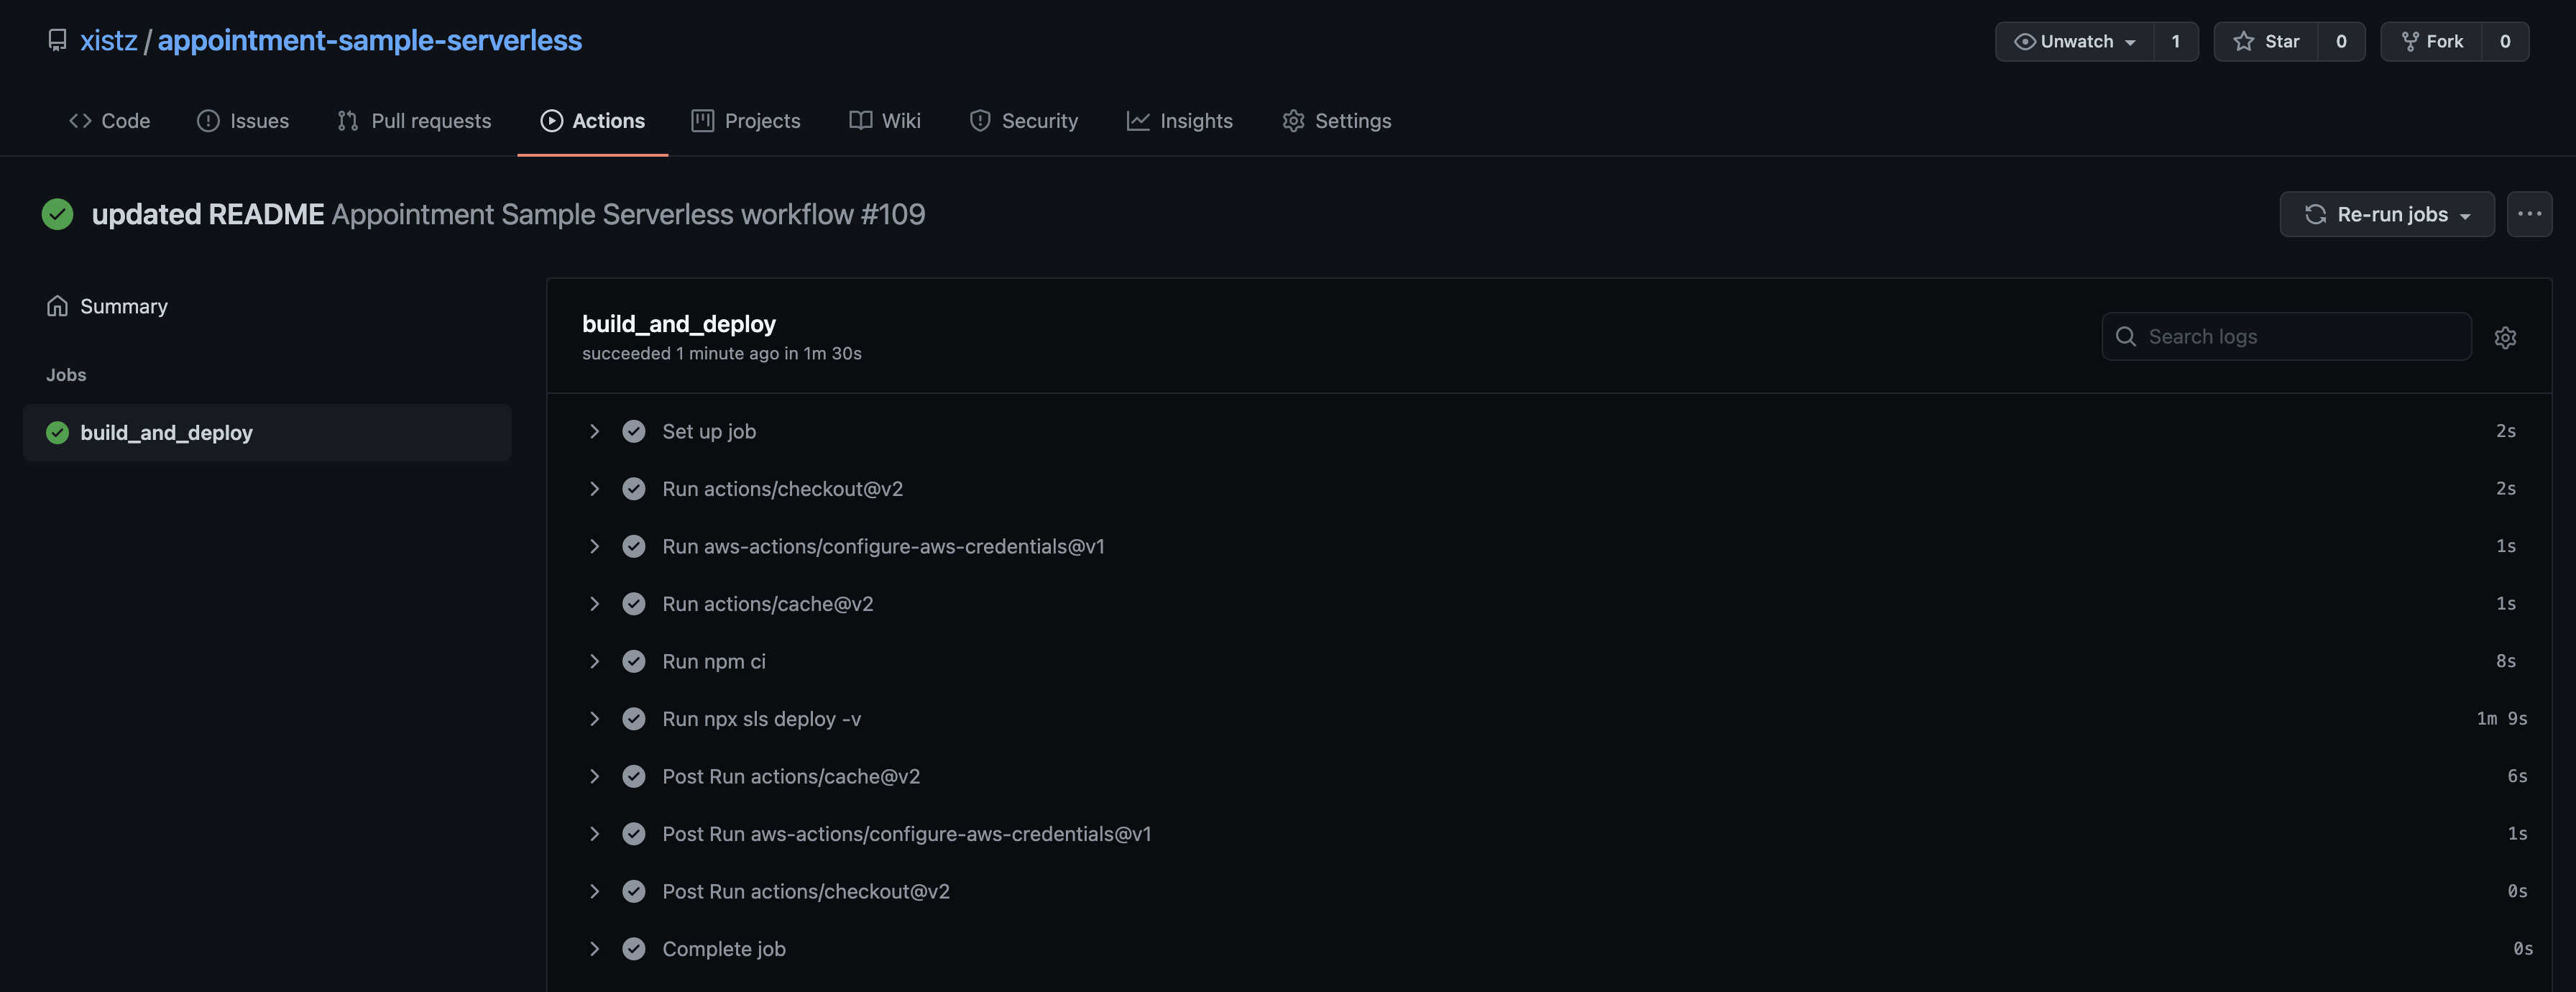 xistz / appointment-sample-serverless
Unwatch 1 Star 0 Fork 0
Code Issues Pull requests Actions Projects Wiki Security Insights Settings
updated README Appointment Sample Serverless workflow #109
Re-run jobs
Summary
Jobs
build_and_deploy
build_and_deploy
succeeded 1 minute ago in 1m 30s
Search logs
Set up job 2s
Run actions/checkout@v2 2s
Run aws-actions/configure-aws-credentials@v1 1s
Run actions/cache@v2 1s
Run npm ci 8s
Run npx sls deploy -v 1m 9s
Post Run actions/cache@v2 6s
Post Run aws-actions/configure-aws-credentials@v1 1s
Post Run actions/checkout@v2 0s
Complete job 0s